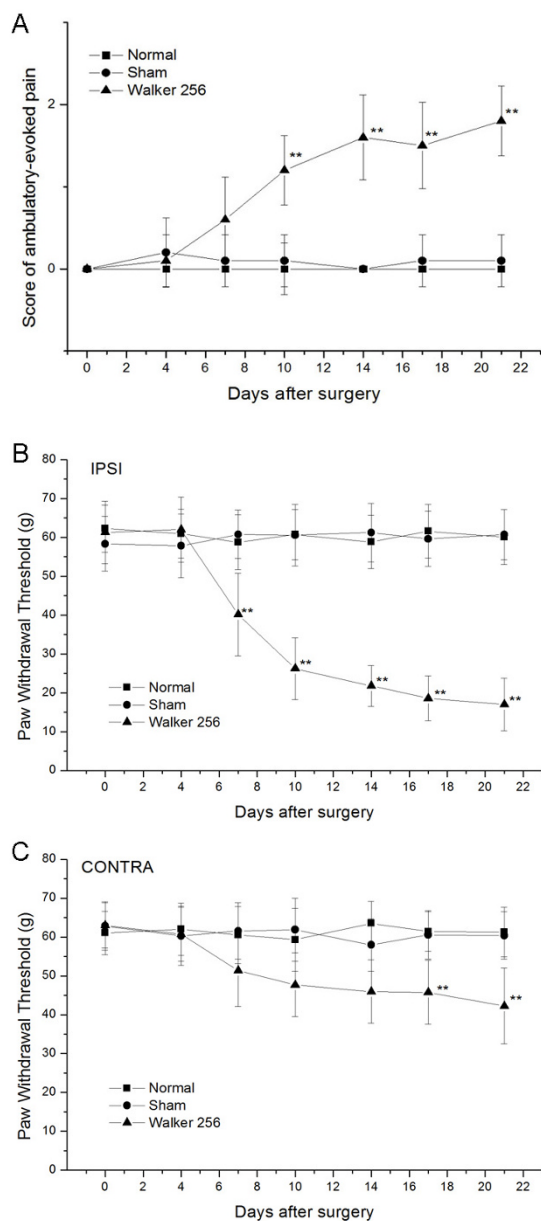 A
Normal
Sham
Walker 256
2
**
**
**
**
0
Score of ambulatory-evoked pain
0 2 4 6 8 10 12 14 16 18 20 22
Days after surgery
B
IPSI
80
70
60
50
40
30
20
10
0
Paw Withdrawal Threshold (g)
**
**
**
**
**
Normal
Sham
Walker 256
0 2 4 6 8 10 12 14 16 18 20 22
Days after surgery
C
CONTRA
80
70
60
50
40
30
20
10
0
Paw Withdrawal Threshold (g)
**
**
Normal
Sham
Walker 256
0 2 4 6 8 10 12 14 16 18 20 22
Days after surgery